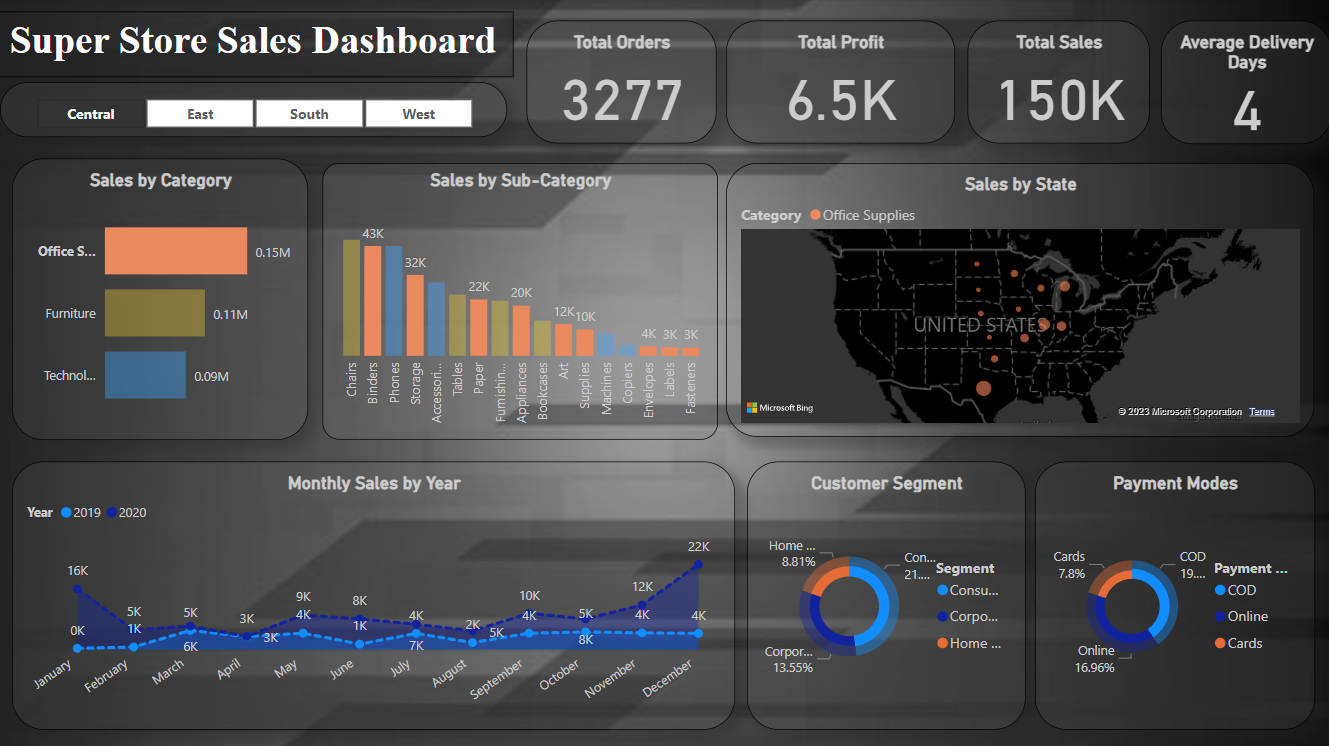 Super Store Sales Dashboard
Central
East
South
West
Total Orders
3277
Total Profit
6.5K
Total Sales
150K
Average Delivery
Days
4
Sales by Category
Office S...
0.15M
Furniture
0.11M
Technol...
0.09M
Sales by Sub-Category
43K
32K
22K
20K
12K
10K
4K
3K
3K
Chairs
Binders
Phones
Storage
Accessori...
Tables
Paper
Furnishin...
Appliances
Bookcases
Art
Supplies
Machines
Copiers
Envelopes
Labels
Fasteners
Sales by State
Category
Office Supplies
UNITED STATES
Microsoft Bing
© 2023 Microsoft Corporation
Terms
Monthly Sales by Year
Year
2019
2020
16K
0K
5K
1K
5K
6K
3K
3K
9K
4K
8K
1K
4K
7K
2K
5K
10K
4K
5K
8K
12K
4K
22K
4K
January
February
March
April
May
June
July
August
September
October
November
December
Customer Segment
Home ...
8.81%
Con...
21....
Corpor...
13.55%
Segment
Consu...
Corpo...
Home ...
Payment Modes
Cards
7.8%
COD
19....
Online
16.96%
Payment ...
COD
Online
Cards